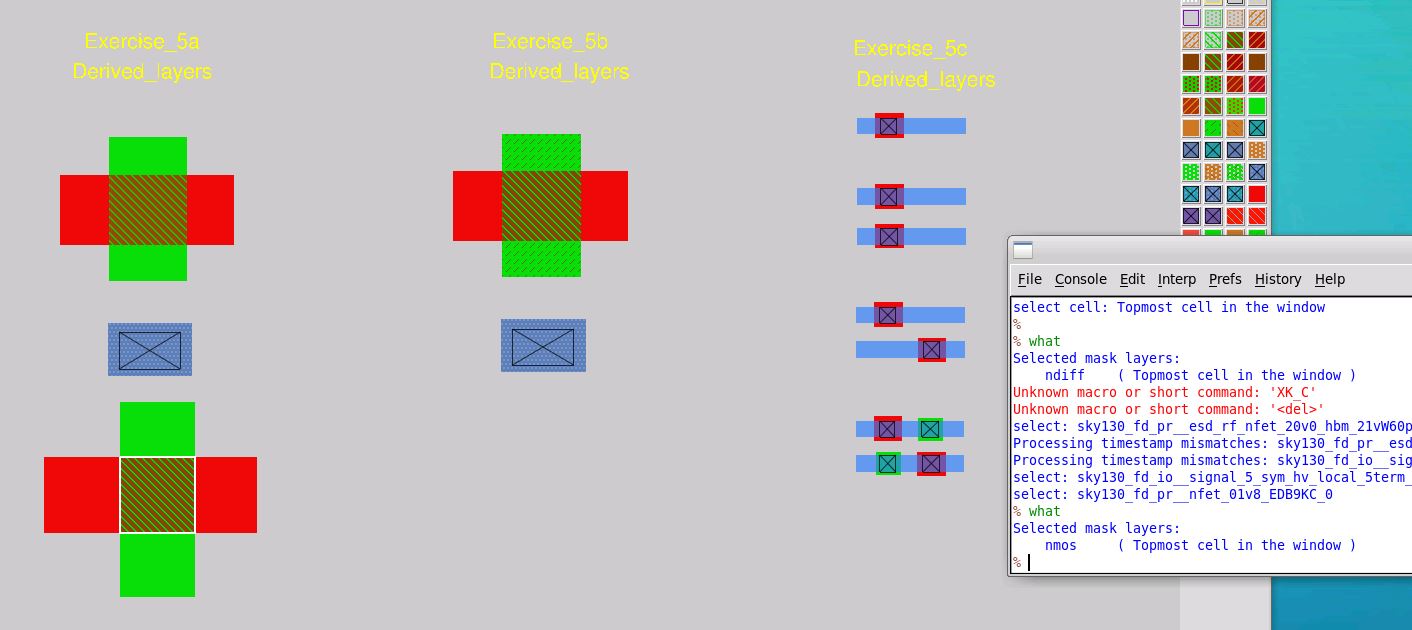 Exercise_5a
Derived_layers
Exercise_5b
Derived_layers
Exercise_5c
Derived_layers
File Console Edit Interp Prefs History Help
select cell: Topmost cell in the window
%
% what
Selected mask layers:
ndiff ( Topmost cell in the window )
Unknown macro or short command: 'XK_C'
Unknown macro or short command: '<del>'
select: sky130_fd_pr__esd_rf_nfet_20v0_hbm_21vW60p
Processing timestamp mismatches: sky130_fd_pr__esd
Processing timestamp mismatches: sky130_fd_io__sig
select: sky130_fd_io__signal_5_sym_hv_local_5term_
select: sky130_fd_pr__nfet_01v8_EDB9KC_0
% what
Selected mask layers:
nmos ( Topmost cell in the window )
%